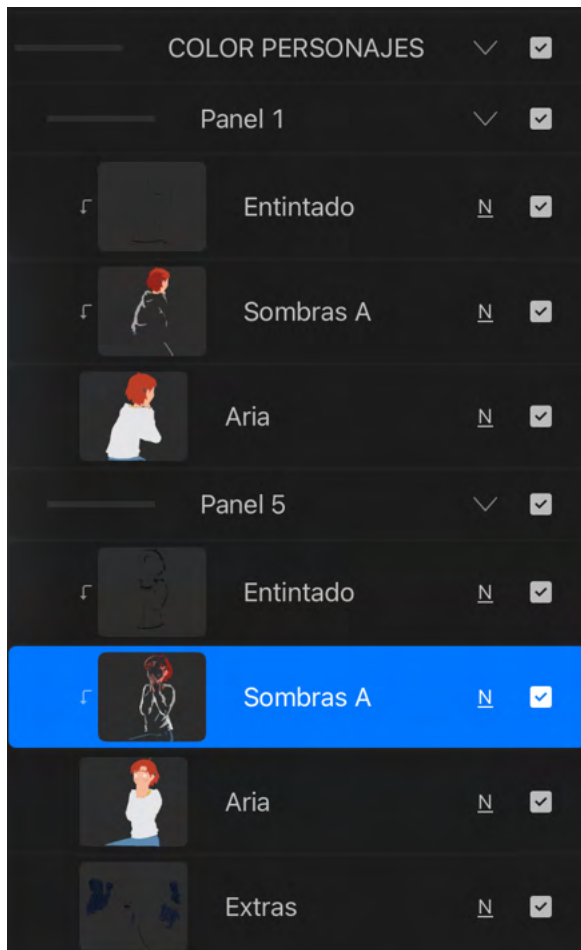 COLOR PERSONAJES
Panel 1
Entintado N
Sombras A N
Aria N
Panel 5
Entintado N
Sombras A N
Aria N
Extras N